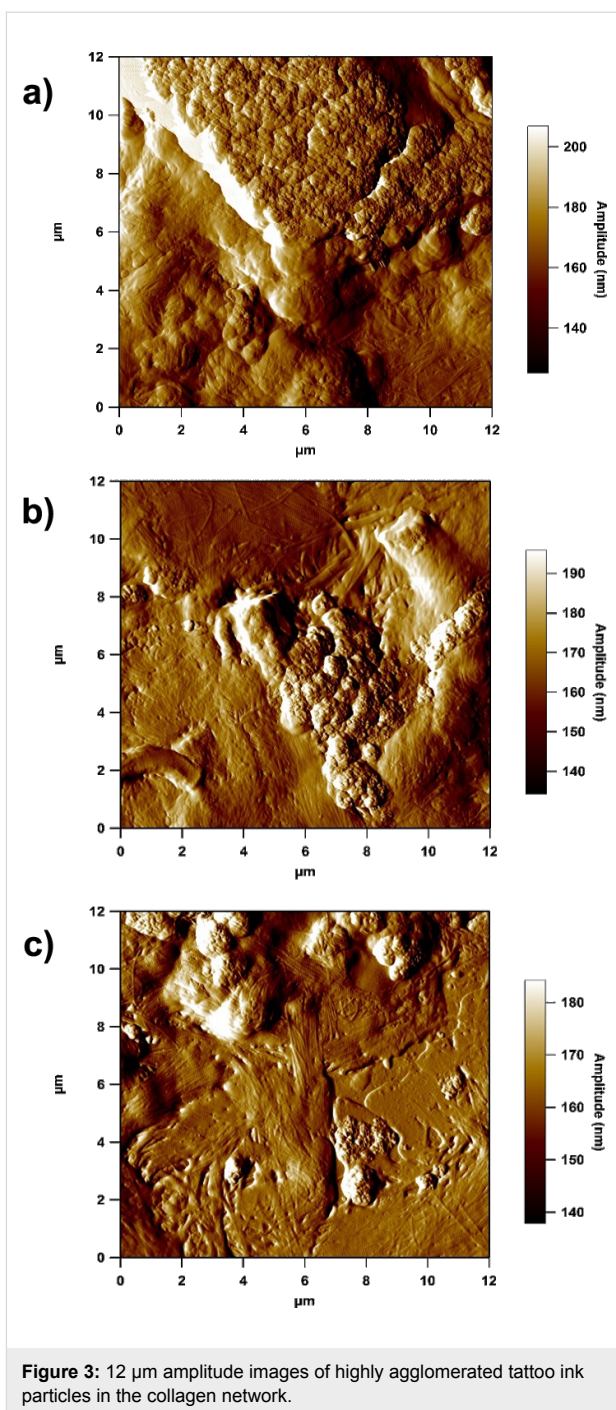 a)
12
10
8
6
4
2
0
0 2 4 6 8 10 12
µm
µm
200
180
160
140
Amplitude (nm)
b)
12
10
8
6
4
2
0
0 2 4 6 8 10 12
µm
µm
190
180
170
160
150
140
Amplitude (nm)
c)
12
10
8
6
4
2
0
0 2 4 6 8 10 12
µm
µm
180
170
160
150
140
Amplitude (nm)
Figure 3: 12 µm amplitude images of highly agglomerated tattoo ink
particles in the collagen network.